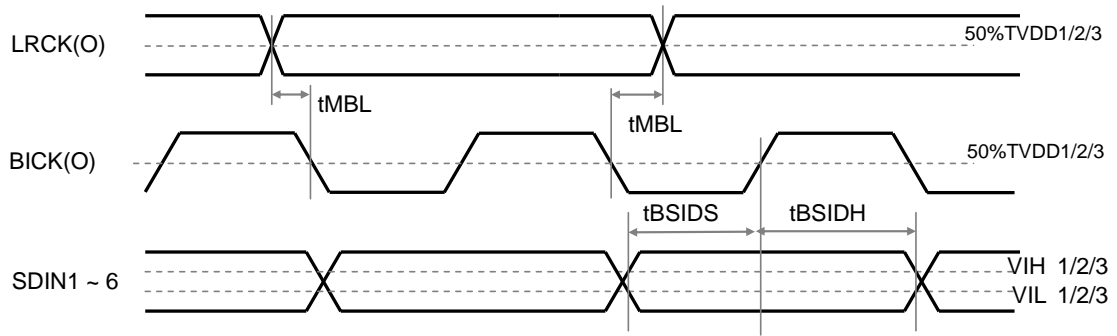 LRCK(O)
50%TVDD1/2/3
tMBL
tMBL
BICK(O)
50%TVDD1/2/3
tBSIDS
tBSIDH
SDIN1 ~ 6
VIH 1/2/3
VIL 1/2/3